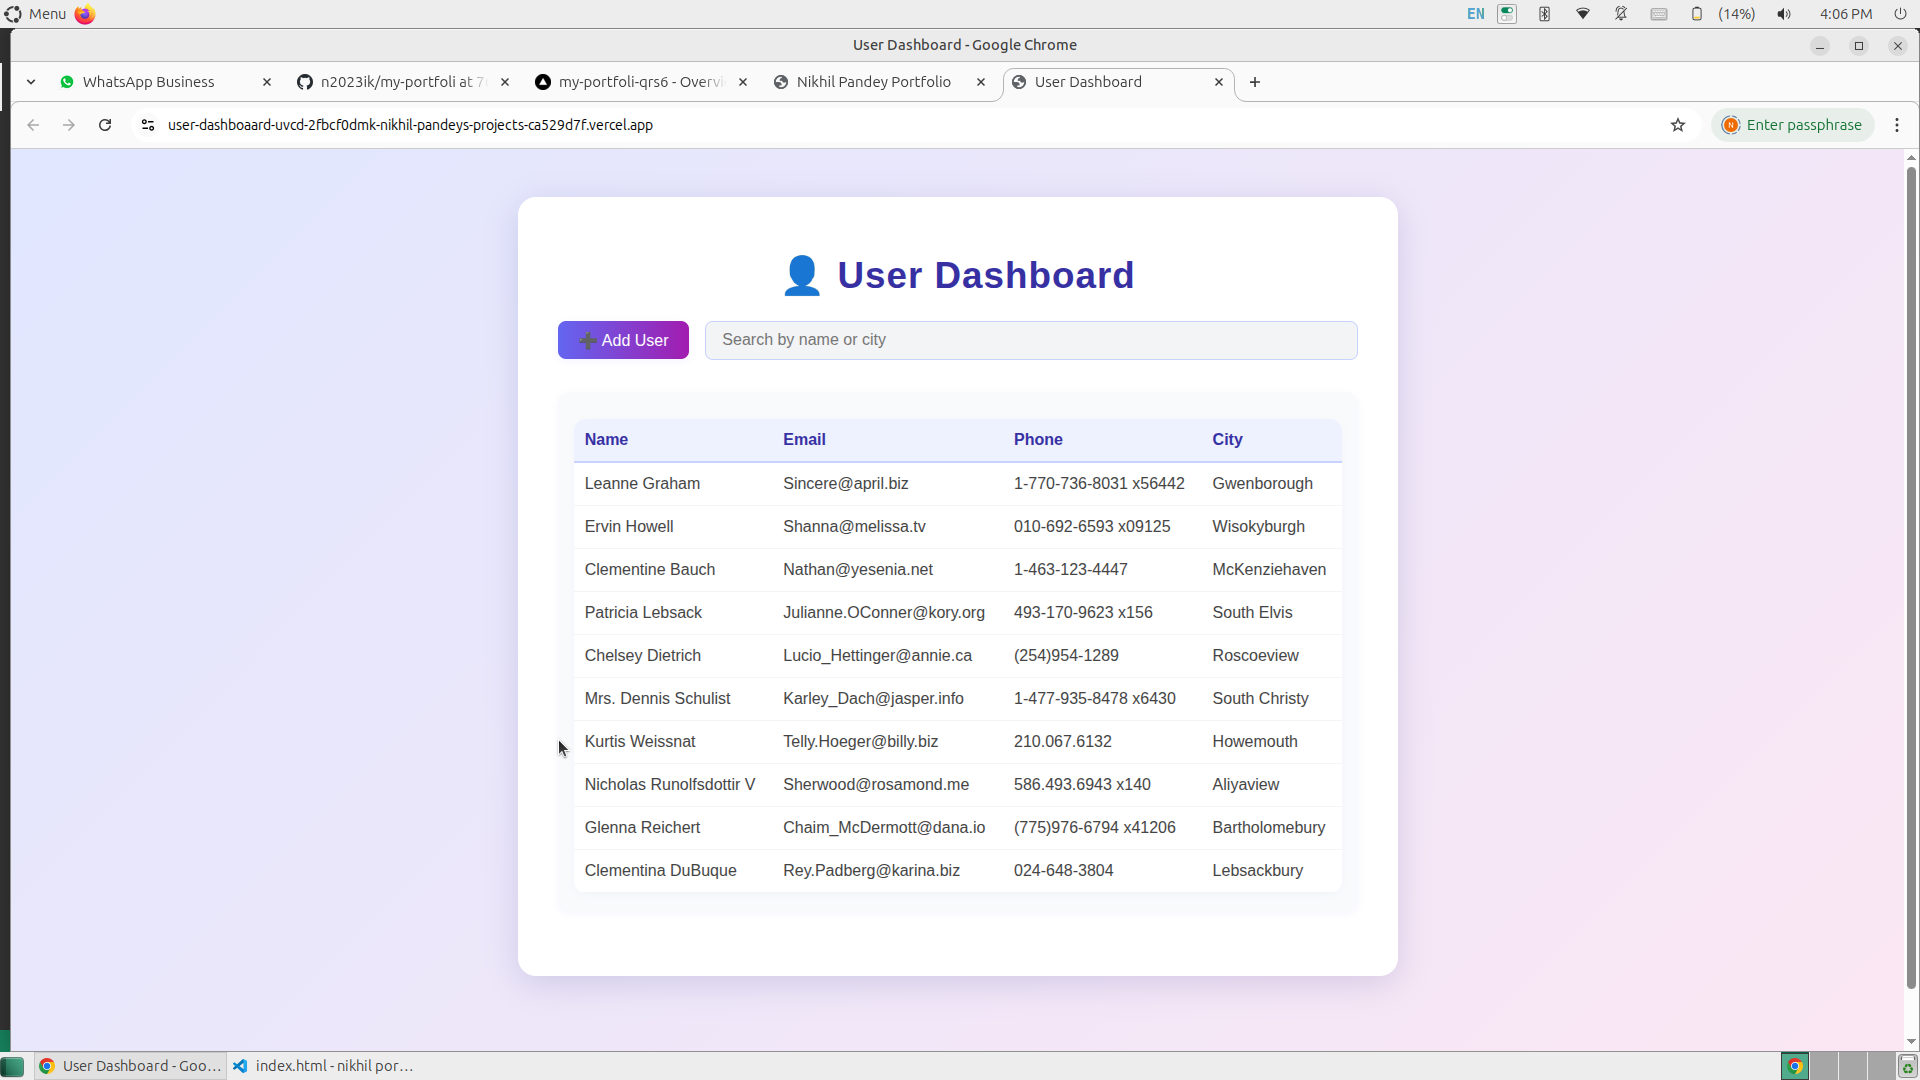 Menu
EN
(14%)
4:06 PM
User Dashboard - Google Chrome
WhatsApp Business
n2023ik/my-portfoli at 7
my-portfoli-qrs6 - Overvi
Nikhil Pandey Portfolio
User Dashboard
user-dashboaard-uvcd-2fbcf0dmk-nikhil-pandeys-projects-ca529d7f.vercel.app
N
Enter passphrase
User Dashboard
Add User
Search by name or city
Name Email Phone City
Leanne Graham Sincere@april.biz 1-770-736-8031 x56442 Gwenborough
Ervin Howell Shanna@melissa.tv 010-692-6593 x09125 Wisokyburgh
Clementine Bauch Nathan@yesenia.net 1-463-123-4447 McKenziehaven
Patricia Lebsack Julianne.OConner@kory.org 493-170-9623 x156 South Elvis
Chelsey Dietrich Lucio_Hettinger@annie.ca (254)954-1289 Roscoeview
Mrs. Dennis Schulist Karley_Dach@jasper.info 1-477-935-8478 x6430 South Christy
Kurtis Weissnat Telly.Hoeger@billy.biz 210.067.6132 Howemouth
Nicholas Runolfsdottir V Sherwood@rosamond.me 586.493.6943 x140 Aliyaview
Glenna Reichert Chaim_McDermott@dana.io (775)976-6794 x41206 Bartholomebury
Clementina DuBuque Rey.Padberg@karina.biz 024-648-3804 Lebsackbury
User Dashboard - Goo...
index.html - nikhil por...